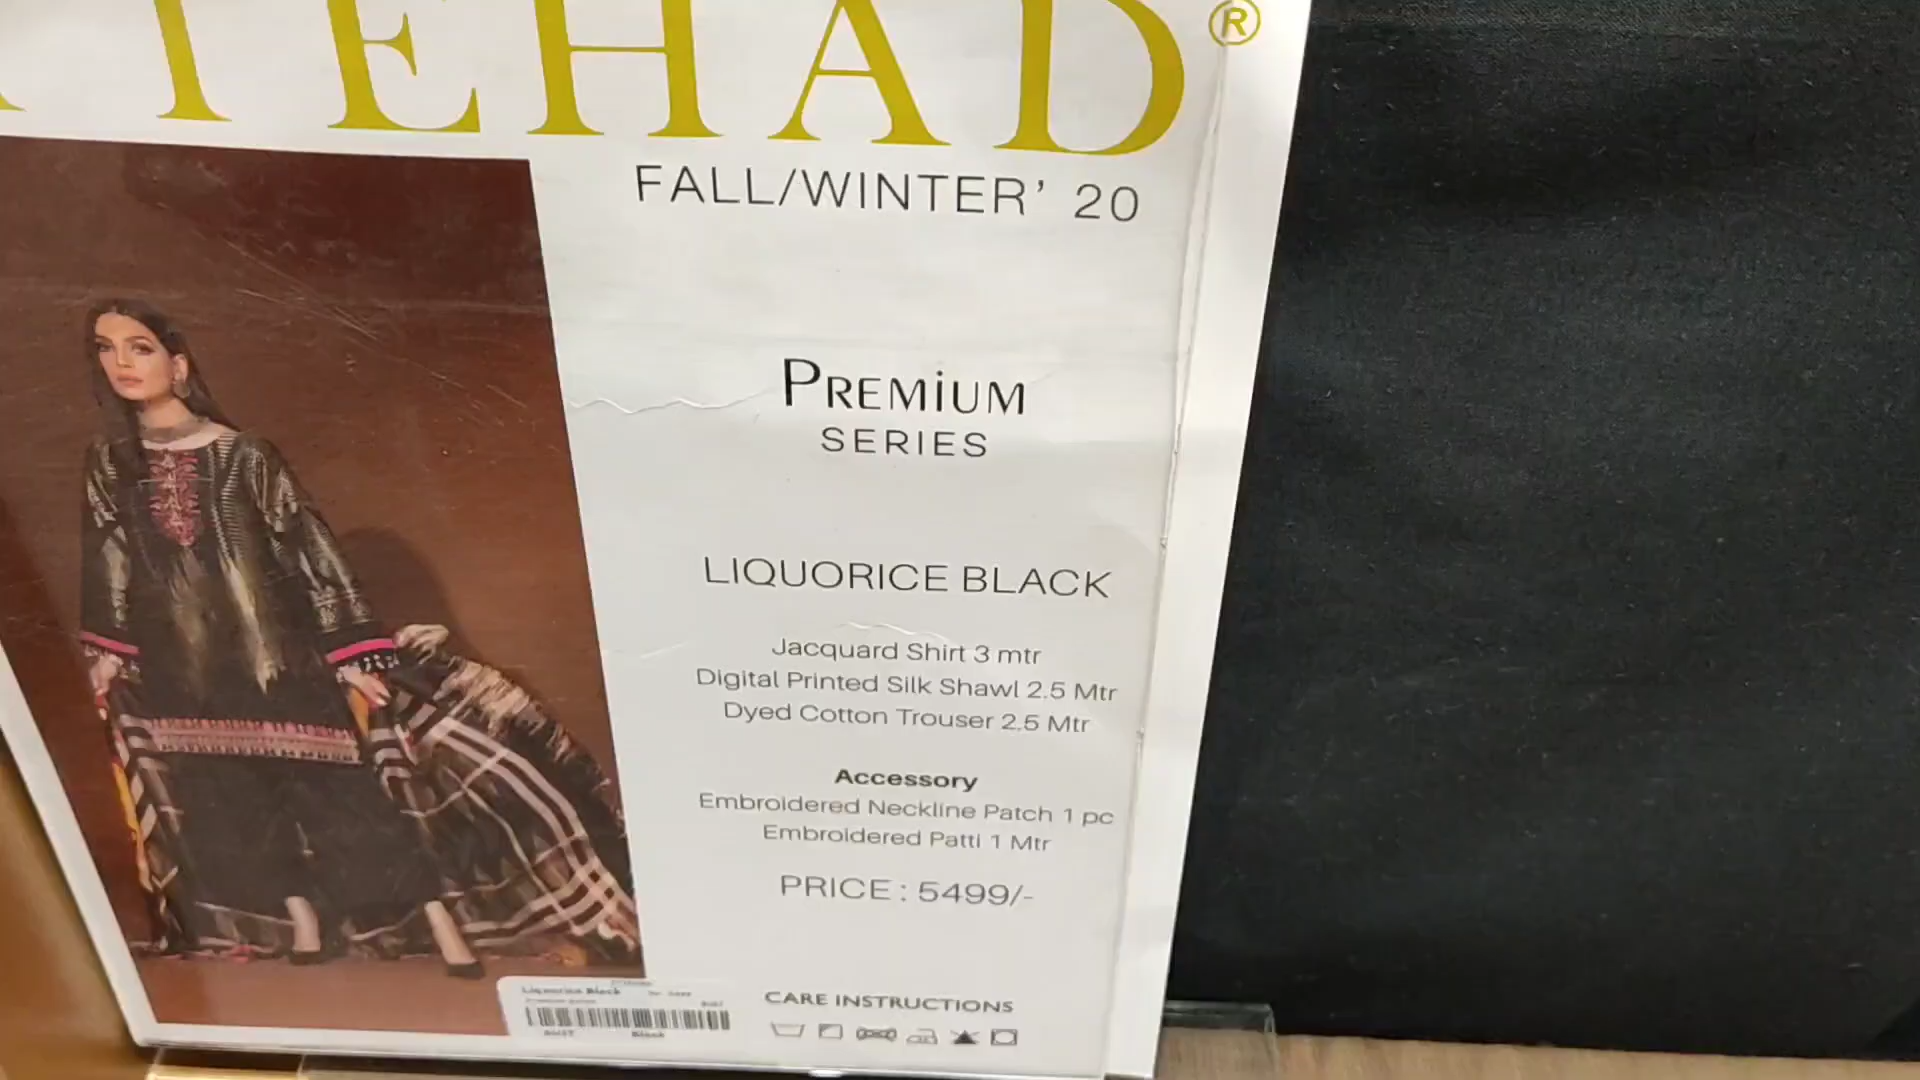 TEHAD®
FALL/WINTER' 20
PREMiUM
SERIES
LIQUORICE BLACK
Jacquard Shirt 3 mtr
Digital Printed Silk Shawl 2.5 Mtr
Dyed Cotton Trouser 2.5 Mtr
Accessory
Embroidered Neckline Patch 1 pc
Embroidered Patti 1 Mtr
PRICE : 5499/-
Liquorice Black
Black
CARE INSTRUCTIONS